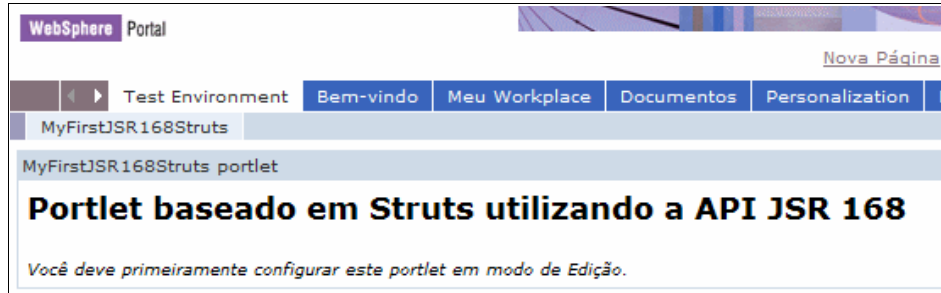 WebSphere Portal
Nova Página
Test Environment Bem-vindo Meu Workplace Documentos Personalization
MyFirstJSR168Struts
MyFirstJSR168Struts portlet
Portlet baseado em Struts utilizando a API JSR 168
Você deve primeiramente configurar este portlet em modo de Edição.